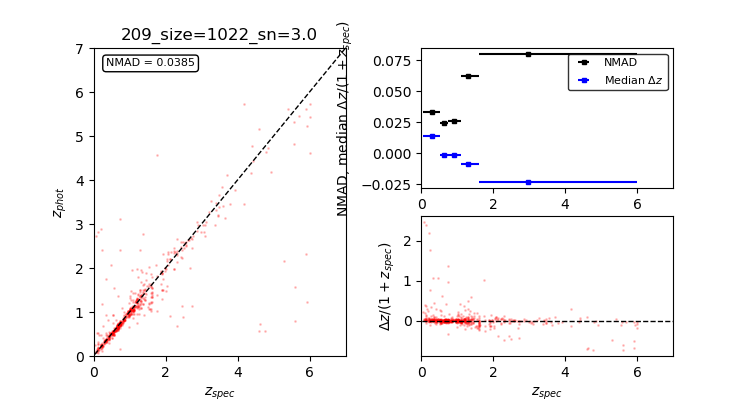 209_size=1022_sn=3.0
NMAD = 0.0385
7
6
5
4
3
2
1
0
z_phot
0 2 4 6
z_spec
NMAD, median Δz/(1 + z_spec)
0.075
0.050
0.025
0.000
−0.025
NMAD
Median Δz
0 2 4 6
Δz/(1 + z_spec)
2
1
0
0 2 4 6
z_spec